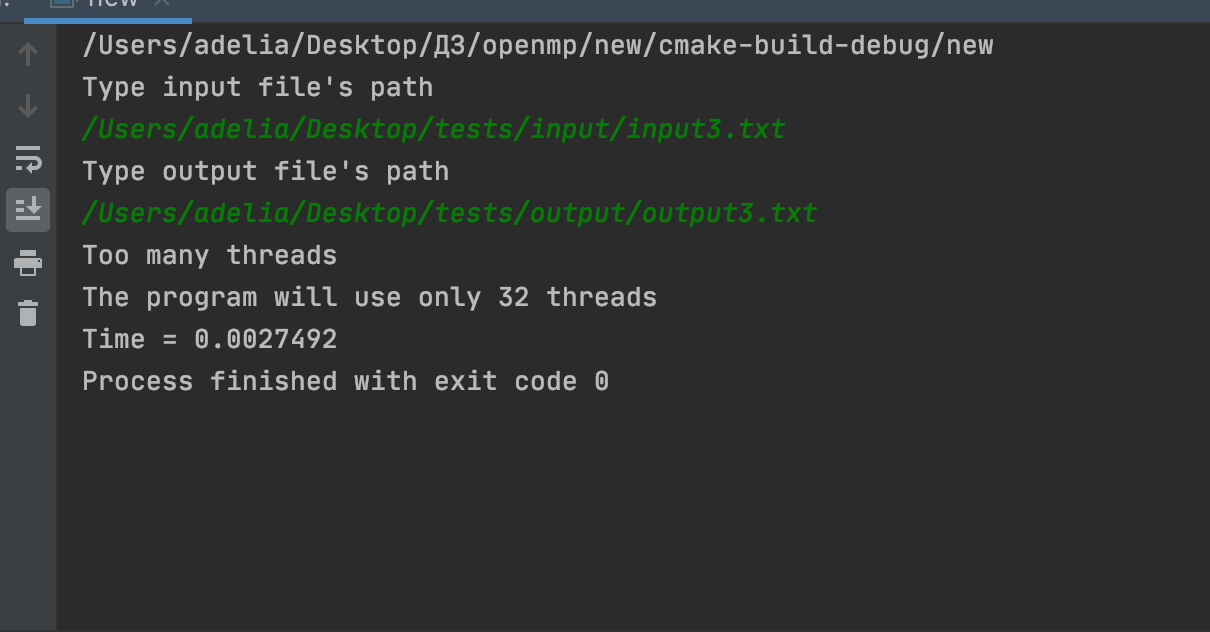 new
/Users/adelia/Desktop/ДЗ/openmp/new/cmake-build-debug/new
Type input file's path
/Users/adelia/Desktop/tests/input/input3.txt
Type output file's path
/Users/adelia/Desktop/tests/output/output3.txt
Too many threads
The program will use only 32 threads
Time = 0.0027492
Process finished with exit code 0